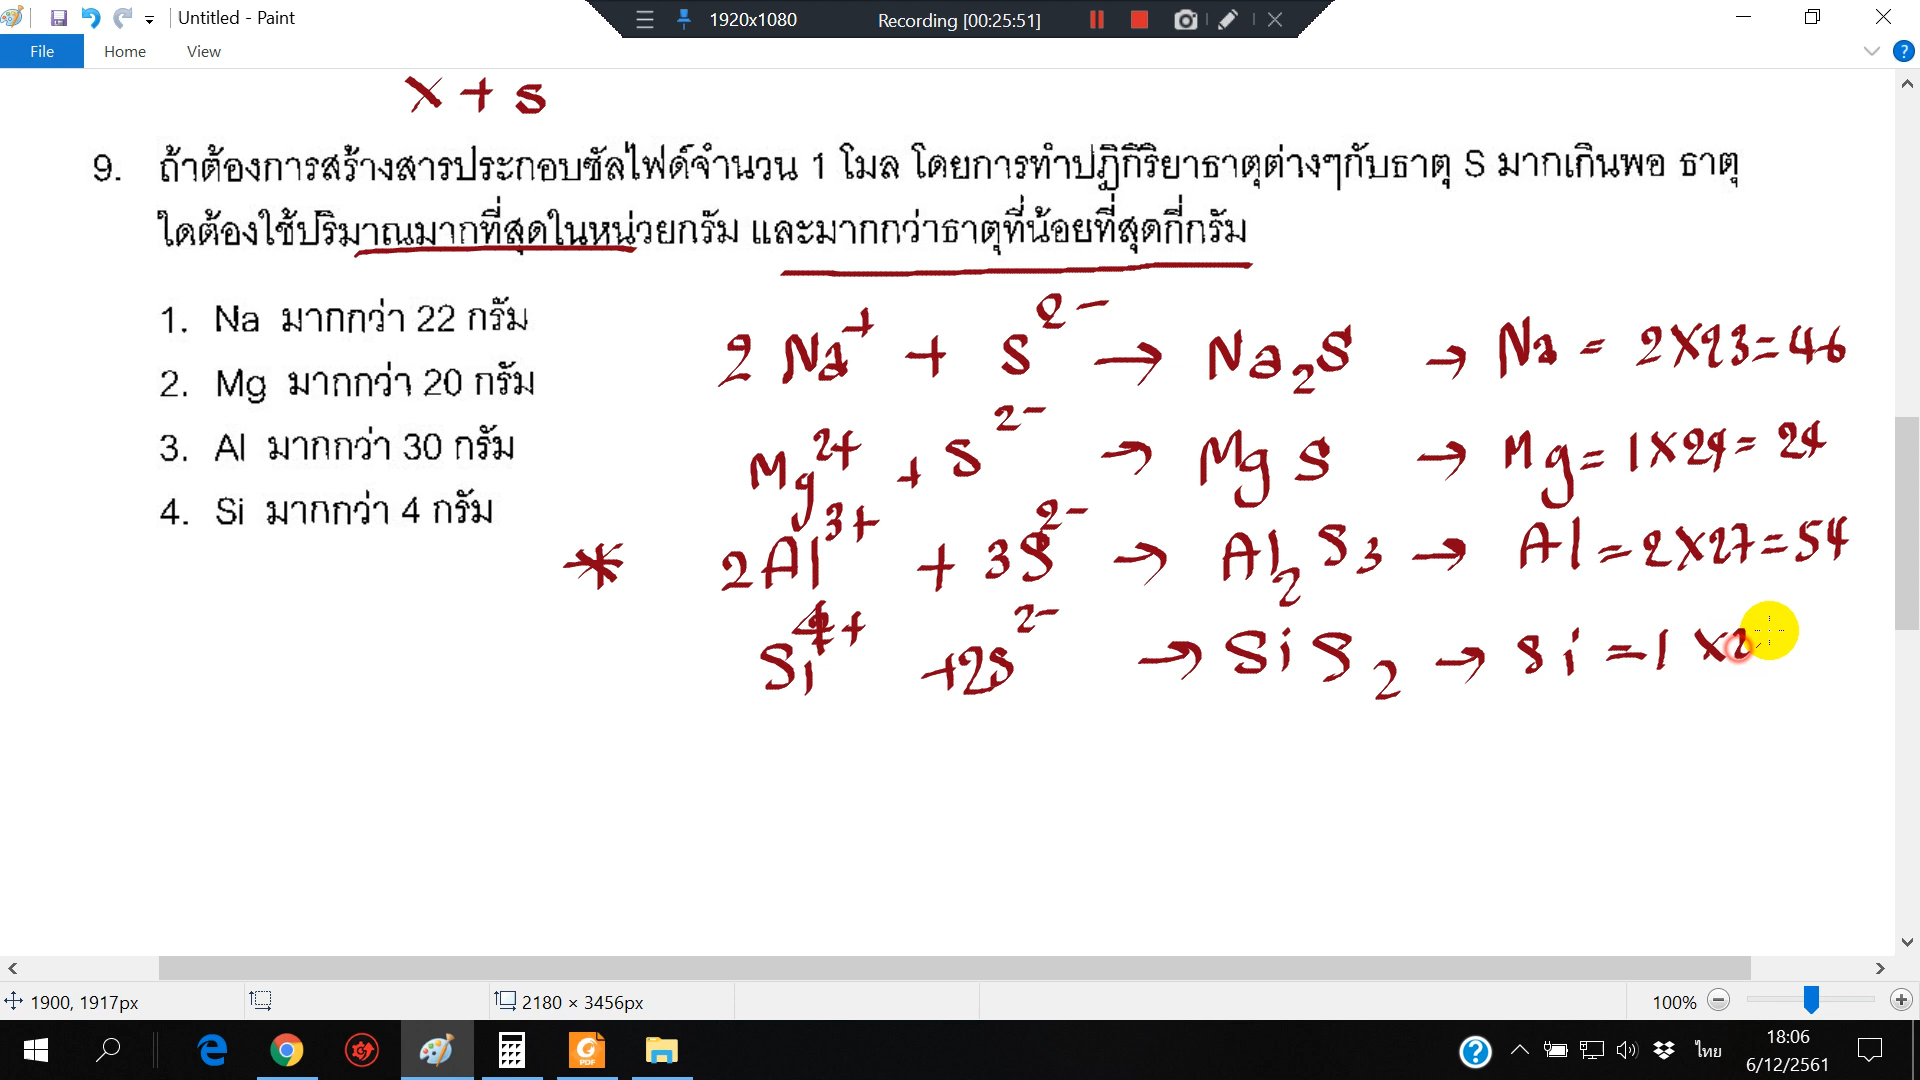 Untitled - Paint
1920x1080
Recording [00:25:51]
File Home View
x + s
9. ถ้าต้องการสร้างสารประกอบซัลไฟด์จำนวน 1 โมล โดยการทำปฏิกิริยาธาตุต่างๆกับธาตุ S มากเกินพอ ธาตุ
ใดต้องใช้ปริมาณมากที่สุดในหน่วยกรัม และมากกว่าธาตุที่น้อยที่สุดกี่กรัม
1. Na มากกว่า 22 กรัม
2. Mg มากกว่า 20 กรัม
3. Al มากกว่า 30 กรัม
4. Si มากกว่า 4 กรัม
2 Na⁺ + S²⁻ → Na₂S → Na = 2×23=46
Mg²⁺ + S²⁻ → MgS → Mg = 1×24 = 24
* 2Al³⁺ + 3S²⁻ → Al₂S₃ → Al = 2×27=54
Si⁴⁺ + 2S²⁻ → SiS₂ → Si = 1 ×2
1900, 1917px
2180 × 3456px
100%
18:06
ไทย
6/12/2561